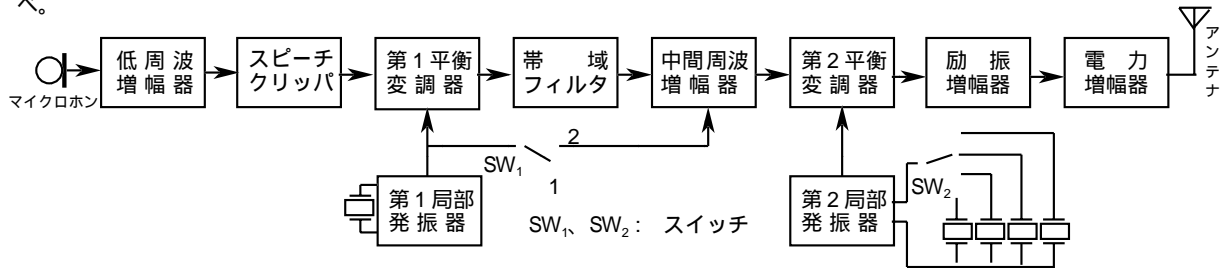 べ。
低周波
増幅器
スピーチ
クリッパ
第1平衡
変調器
帯域
フィルタ
中間周波
増幅器
第2平衡
変調器
励振
増幅器
電力
増幅器
アンテナ
マイクロホン
SW1
2
1
第1局部
発振器
SW1、SW2: スイッチ
第2局部
発振器
SW2